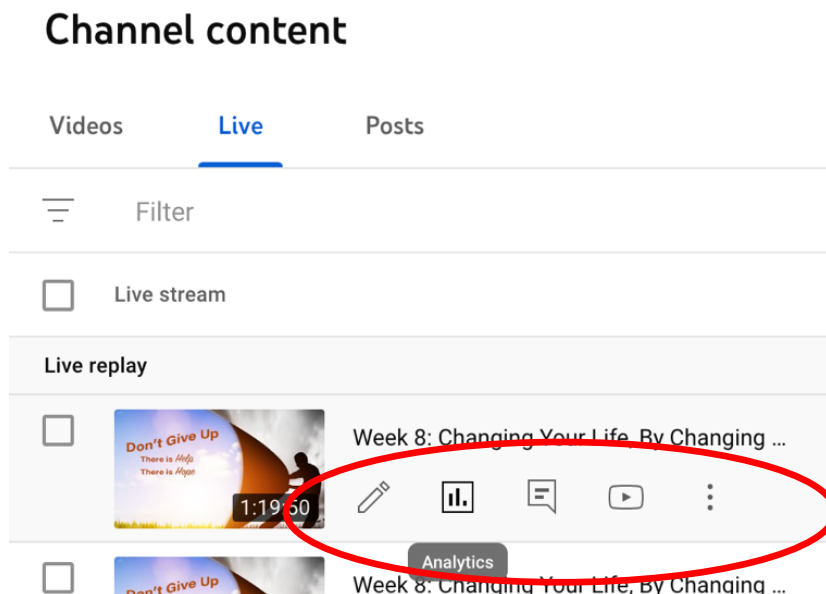 Channel content
Videos Live Posts
Filter
Live stream
Live replay
Don't Give Up
There is Help
There is Hope
1:19:50
Week 8: Changing Your Life, By Changing ...
Analytics
Don't Give Up
Week 8: Changing Your Life, By Changing ...